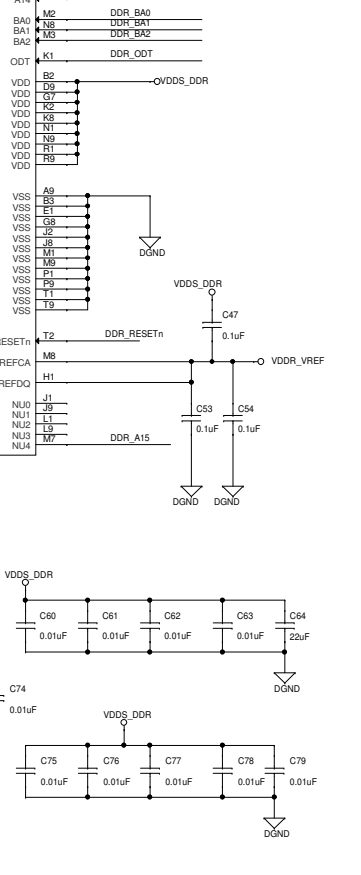 A14
BA0 M2 DDR_BA0
BA1 N8 DDR_BA1
BA2 M3 DDR_BA2
ODT K1 DDR_ODT
VDD B2 VDDS_DDR
VDD D9
VDD G7
VDD K2
VDD K8
VDD N1
VDD N9
VDD R1
VDD R9
VSS A9
VSS B3
VSS E1
VSS G8
VSS J2
VSS J8
VSS M1
VSS M9
VSS P1
VSS P9
VSS T1
VSS T9
DGND
VDDS_DDR
C47
0.1uF
RESETn T2 DDR_RESETn
REFCA M8 VDDR_VREF
REFDQ H1
NU0 J1
NU1 J9
NU2 L1
NU3 L9
NU4 M7 DDR_A15
C53 C54
0.1uF 0.1uF
DGND DGND
VDDS_DDR
C60 C61 C62 C63 C64
0.01uF 0.01uF 0.01uF 0.01uF 22uF
DGND
C74
0.01uF
VDDS_DDR
C75 C76 C77 C78 C79
0.01uF 0.01uF 0.01uF 0.01uF 0.01uF
DGND